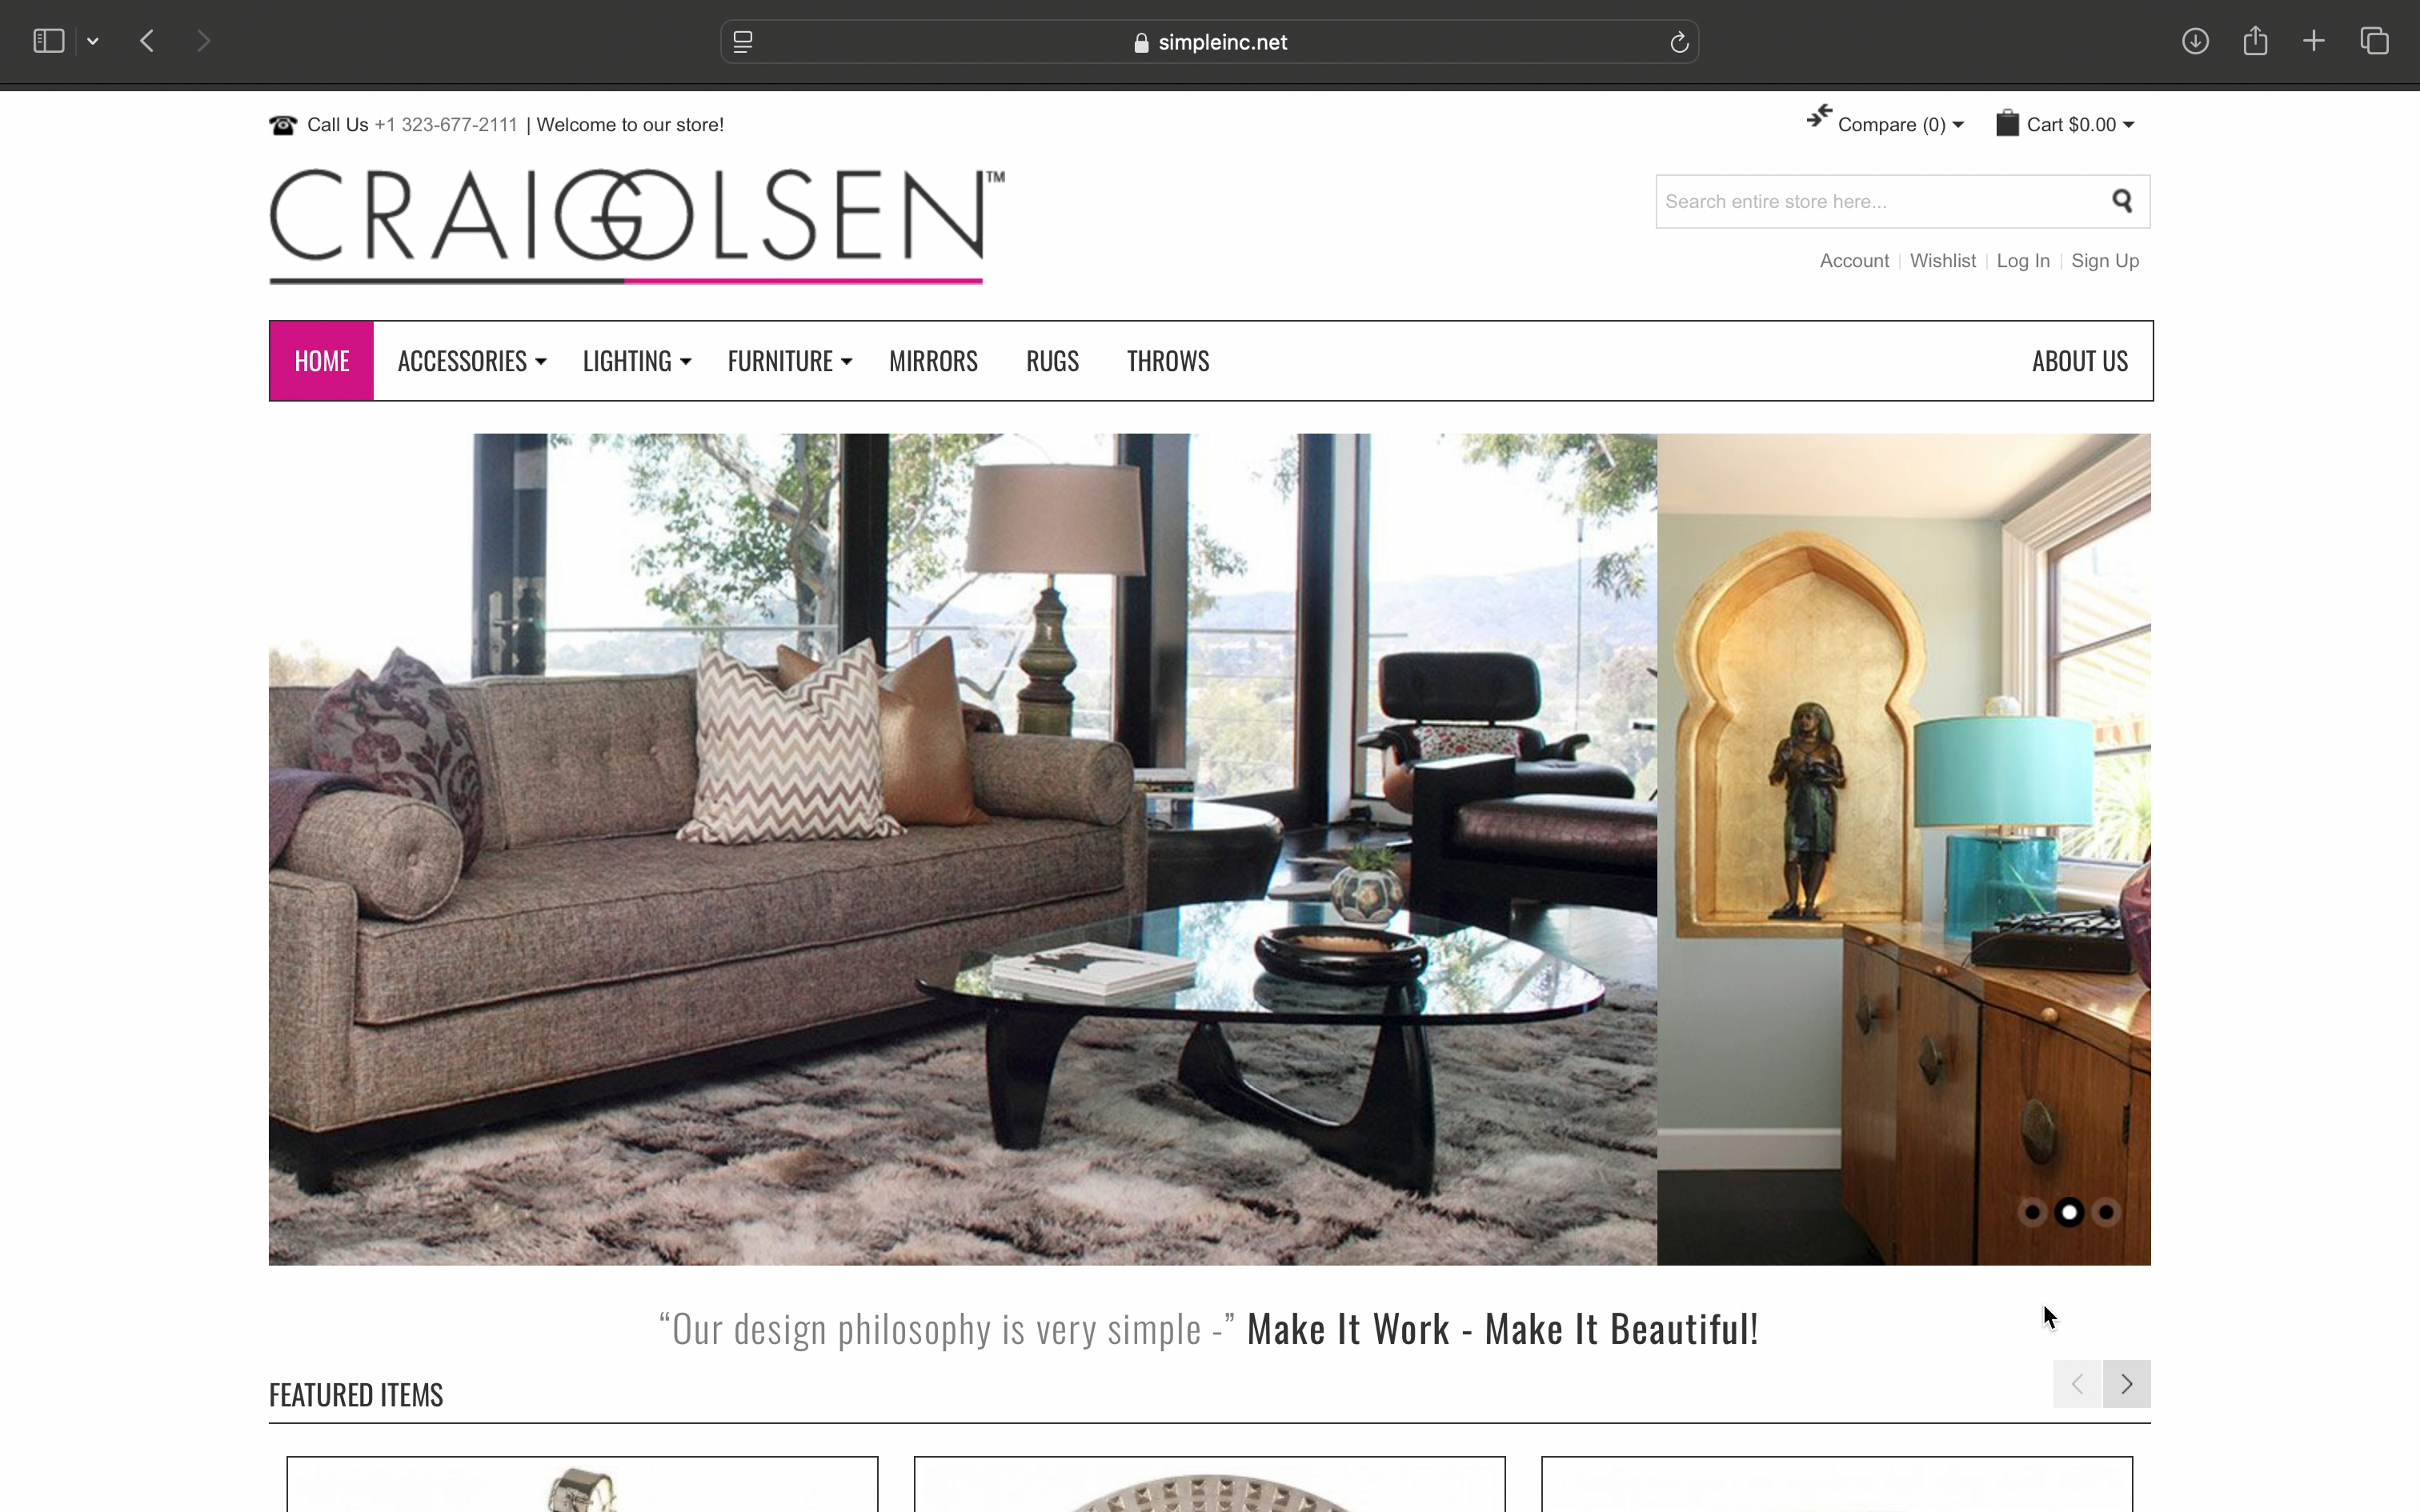 simpleinc.net
Call Us +1 323-677-2111 | Welcome to our store!
Compare (0)
Cart $0.00
CRAIGOLSEN™
Search entire store here...
Account | Wishlist | Log In | Sign Up
HOME ACCESSORIES LIGHTING FURNITURE MIRRORS RUGS THROWS ABOUT US
“Our design philosophy is very simple -” Make It Work - Make It Beautiful!
FEATURED ITEMS